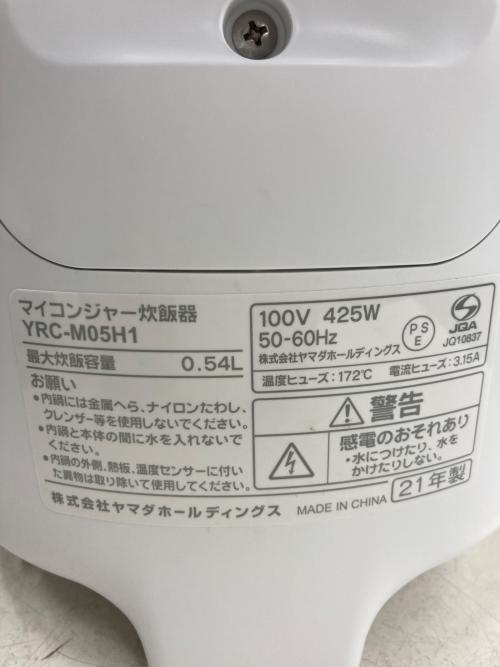 マイコンジャー炊飯器
YRC-M05H1
最大炊飯容量 0.54L
お願い
•内鍋には金属へら、ナイロンたわし、
クレンザー等を使用しないでください。
•内鍋と本体の間に水を入れないで
ください。
•内鍋の外側、熱板、温度センサーに付い
た異物は取り除いて使用してください。
100V 425W
50-60Hz
株式会社ヤマダホールディングス
PS
E
JQA
JQ10837
温度ヒューズ:172℃ 電流ヒューズ:3.15A
警告
感電のおそれあり
・水につけたり、水を
かけたりしない。
株式会社ヤマダホールディングス MADE IN CHINA 21年製